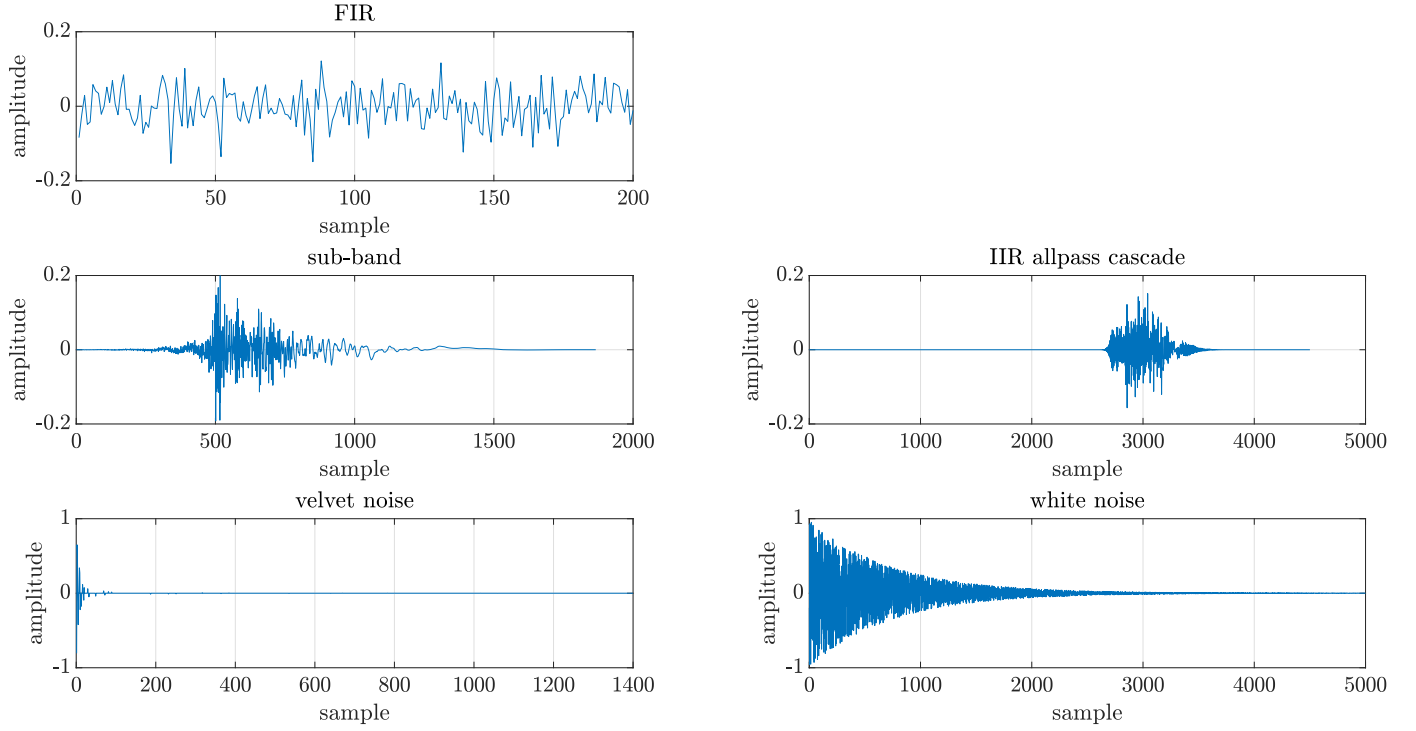 FIR
0.2
0
-0.2
amplitude
0 50 100 150 200
sample
sub-band
0.2
0
-0.2
amplitude
0 500 1000 1500 2000
sample
IIR allpass cascade
0.2
0
-0.2
amplitude
0 1000 2000 3000 4000 5000
sample
velvet noise
1
0
-1
amplitude
0 200 400 600 800 1000 1200 1400
sample
white noise
1
0
-1
amplitude
0 1000 2000 3000 4000 5000
sample